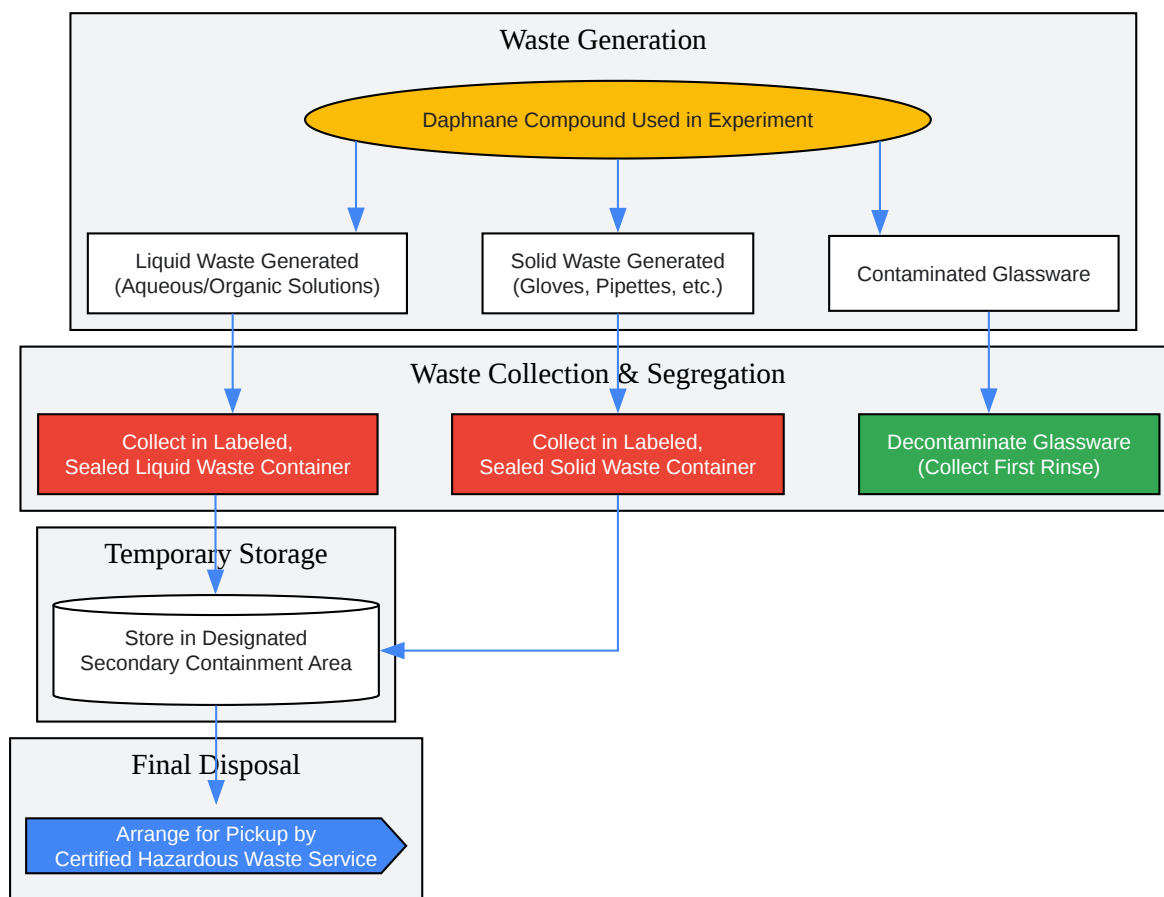 Waste Generation
Daphnane Compound Used in Experiment
Liquid Waste Generated
(Aqueous/Organic Solutions)
Solid Waste Generated
(Gloves, Pipettes, etc.)
Contaminated Glassware
Waste Collection & Segregation
Collect in Labeled,
Sealed Liquid Waste Container
Collect in Labeled,
Sealed Solid Waste Container
Decontaminate Glassware
(Collect First Rinse)
Temporary Storage
Store in Designated
Secondary Containment Area
Final Disposal
Arrange for Pickup by
Certified Hazardous Waste Service